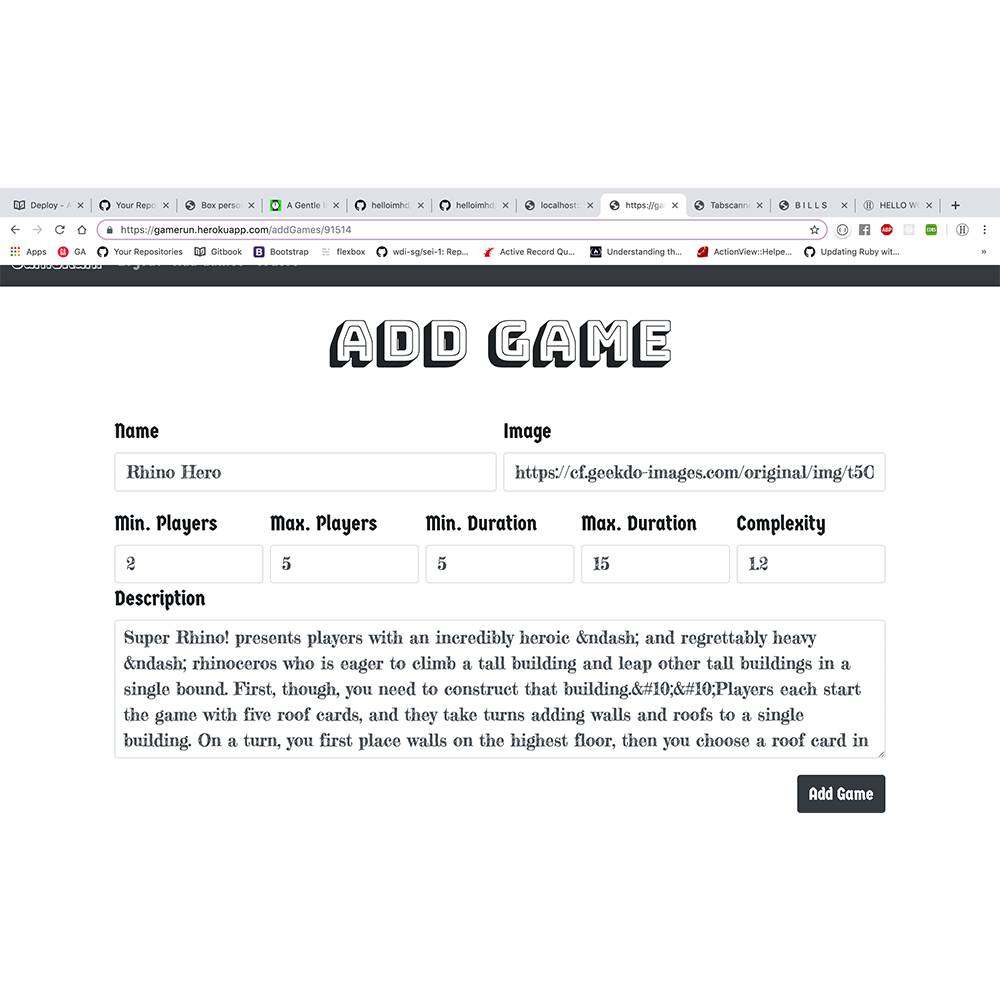 Deploy - A
Your Repo
Box perso
A Gentle I
helloimhd
helloimhd
localhost:
https://ga
Tabscann
B I L L S
HELLO WO
https://gamerun.herokuapp.com/addGames/91514
ABP
Apps
GA
Your Repositories
Gitbook
Bootstrap
flexbox
wdi-sg/sei-1: Rep...
Active Record Qu...
Understanding th...
ActionView::Helpe...
Updating Ruby wit...
»
ADD GAME
Name
Image
Rhino Hero
https://cf.geekdo-images.com/original/img/t5O
Min. Players
Max. Players
Min. Duration
Max. Duration
Complexity
2
5
5
15
1.2
Description
Super Rhino! presents players with an incredibly heroic &ndash; and regrettably heavy
&ndash; rhinoceros who is eager to climb a tall building and leap other tall buildings in a
single bound. First, though, you need to construct that building.&#10;&#10;Players each start
the game with five roof cards, and they take turns adding walls and roofs to a single
building. On a turn, you first place walls on the highest floor, then you choose a roof card in
Add Game